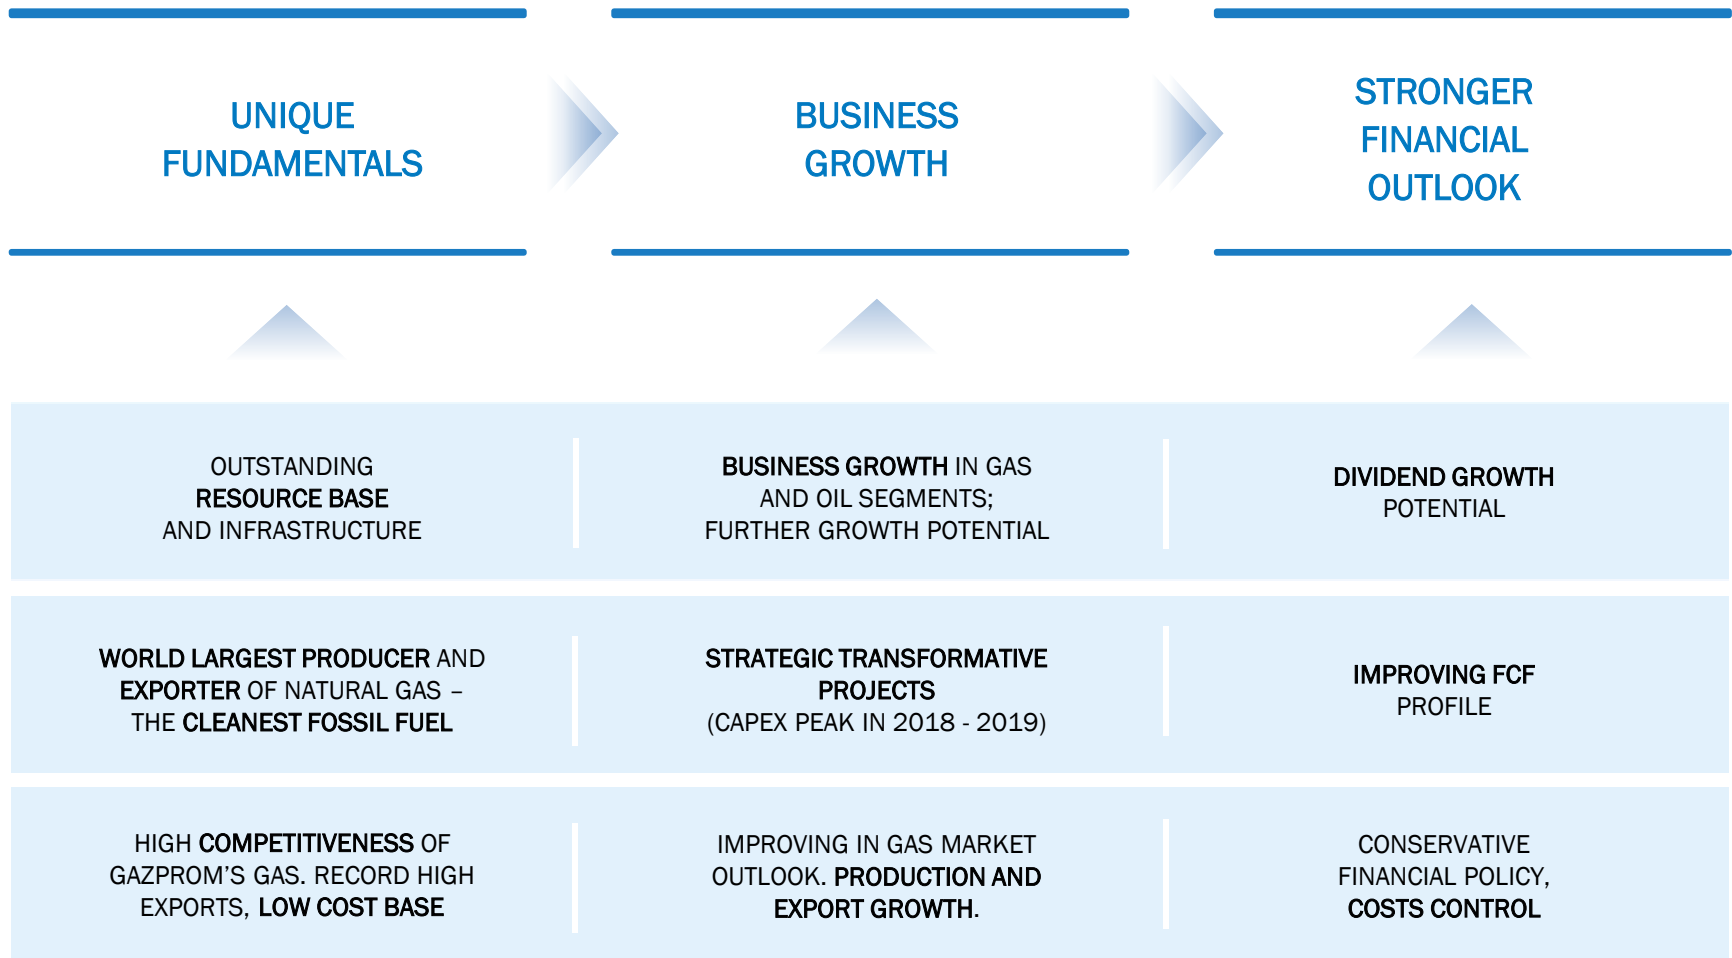 UNIQUE
FUNDAMENTALS
BUSINESS
GROWTH
STRONGER
FINANCIAL
OUTLOOK
OUTSTANDING
RESOURCE BASE
AND INFRASTRUCTURE
BUSINESS GROWTH IN GAS
AND OIL SEGMENTS;
FURTHER GROWTH POTENTIAL
DIVIDEND GROWTH
POTENTIAL
WORLD LARGEST PRODUCER AND
EXPORTER OF NATURAL GAS –
THE CLEANEST FOSSIL FUEL
STRATEGIC TRANSFORMATIVE
PROJECTS
(CAPEX PEAK IN 2018 - 2019)
IMPROVING FCF
PROFILE
HIGH COMPETITIVENESS OF
GAZPROM’S GAS. RECORD HIGH
EXPORTS, LOW COST BASE
IMPROVING IN GAS MARKET
OUTLOOK. PRODUCTION AND
EXPORT GROWTH.
CONSERVATIVE
FINANCIAL POLICY,
COSTS CONTROL